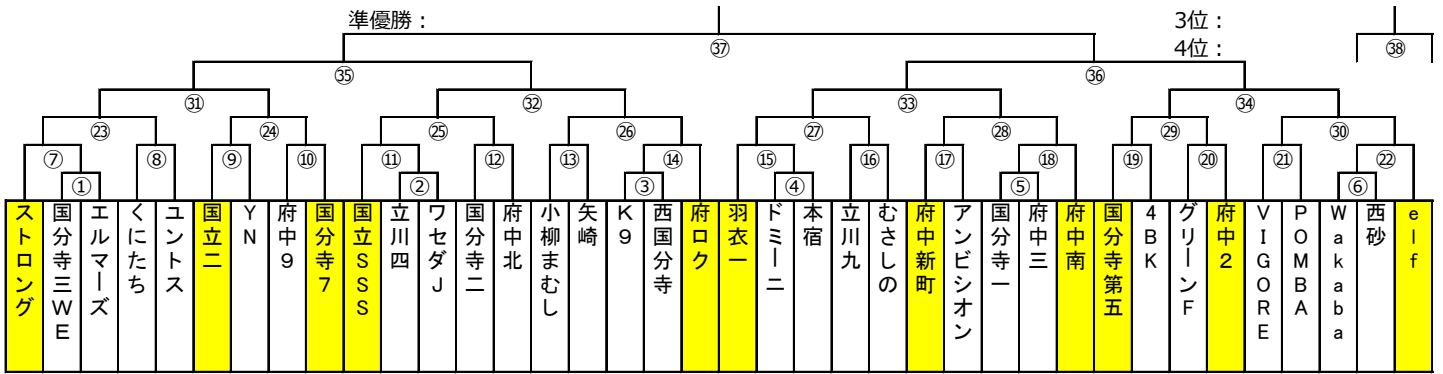 準優勝：
3位：
㊲
4位：
㊳
㉟
㊱
㉛
㉜
㉝
㉞
㉓
㉔
㉕
㉖
㉗
㉘
㉙
㉚
⑦
⑧
⑨
⑩
⑪
⑫
⑬
⑭
⑮
⑯
⑰
⑱
⑲
⑳
㉑
㉒
①
②
③
④
⑤
⑥
ストロング
国分寺三WE
エルマーズ
くにたち
ユントス
国立二
YN
府中9
国分寺7
国立SSS
立川四
ワセダJ
国分寺二
府中北
小柳まむし
矢崎
K9
西国分寺
府ロク
羽衣一
ドミーニ
本宿
立川九
むさしの
府中新町
アンビシオン
国分寺一
府中三
府中南
国分寺第五
4BK
グリーンF
府中2
VIGORE
POMBA
Wakaba
西砂
elf